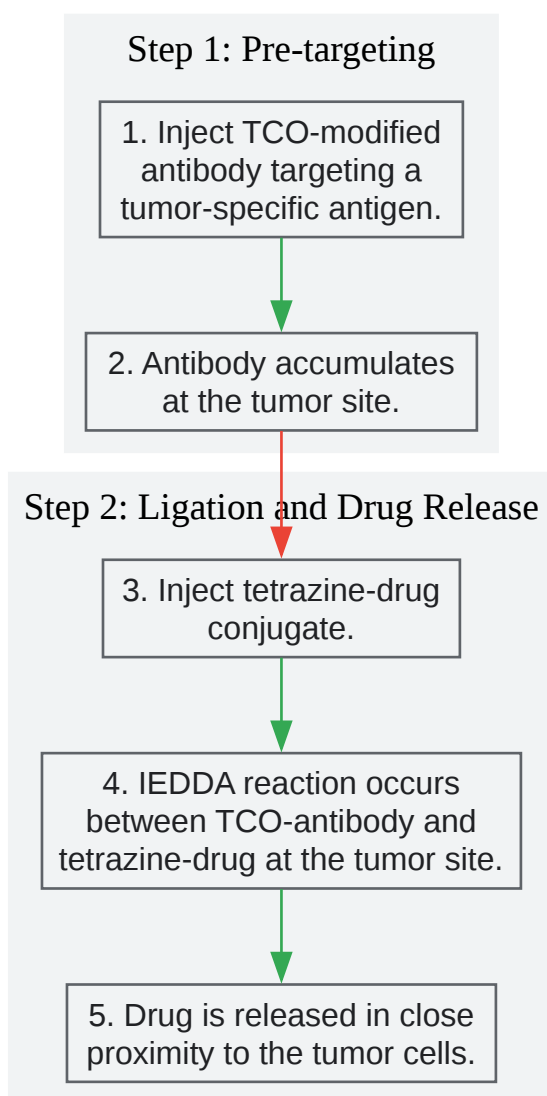 Step 1: Pre-targeting
1. Inject TCO-modified
antibody targeting a
tumor-specific antigen.
2. Antibody accumulates
at the tumor site.
Step 2: Ligation and Drug Release
3. Inject tetrazine-drug
conjugate.
4. IEDDA reaction occurs
between TCO-antibody and
tetrazine-drug at the tumor site.
5. Drug is released in close
proximity to the tumor cells.